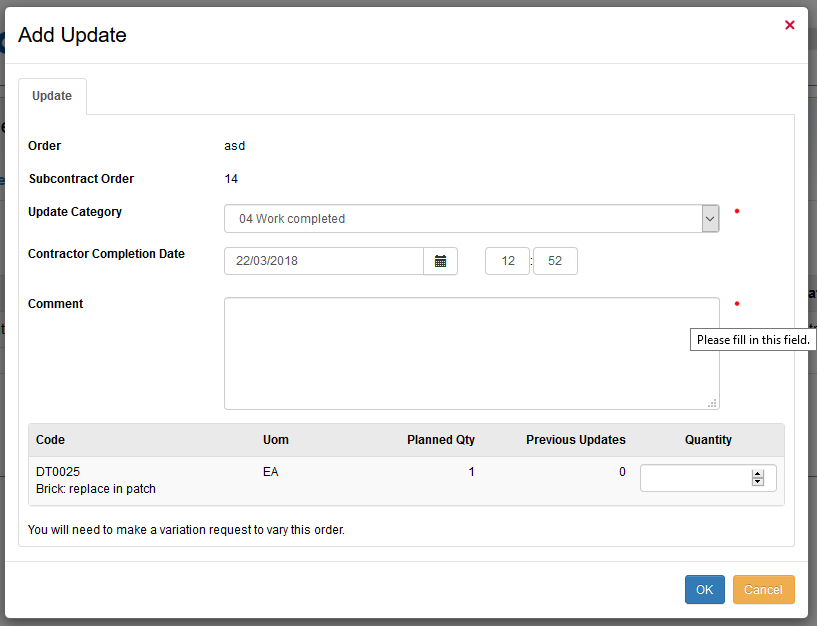 Add Update
×
Update
Order asd
Subcontract Order 14
Update Category 04 Work completed
Contractor Completion Date 22/03/2018 12 : 52
Comment
Please fill in this field.
Code Uom Planned Qty Previous Updates Quantity
DT0025 EA 1 0
Brick: replace in patch
You will need to make a variation request to vary this order.
OK Cancel